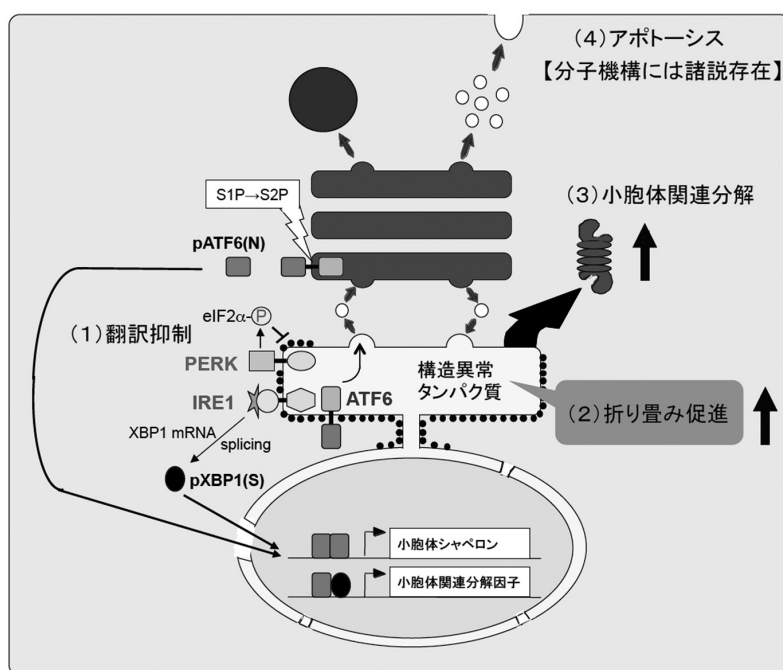 (4)アポトーシス
【分子機構には諸説存在】
S1P→S2P
(3)小胞体関連分解
pATF6(N)
(1)翻訳抑制
eIF2α-P
PERK
構造異常
タンパク質
IRE1
ATF6
(2)折り畳み促進
XBP1 mRNA
splicing
pXBP1(S)
小胞体シャペロン
小胞体関連分解因子